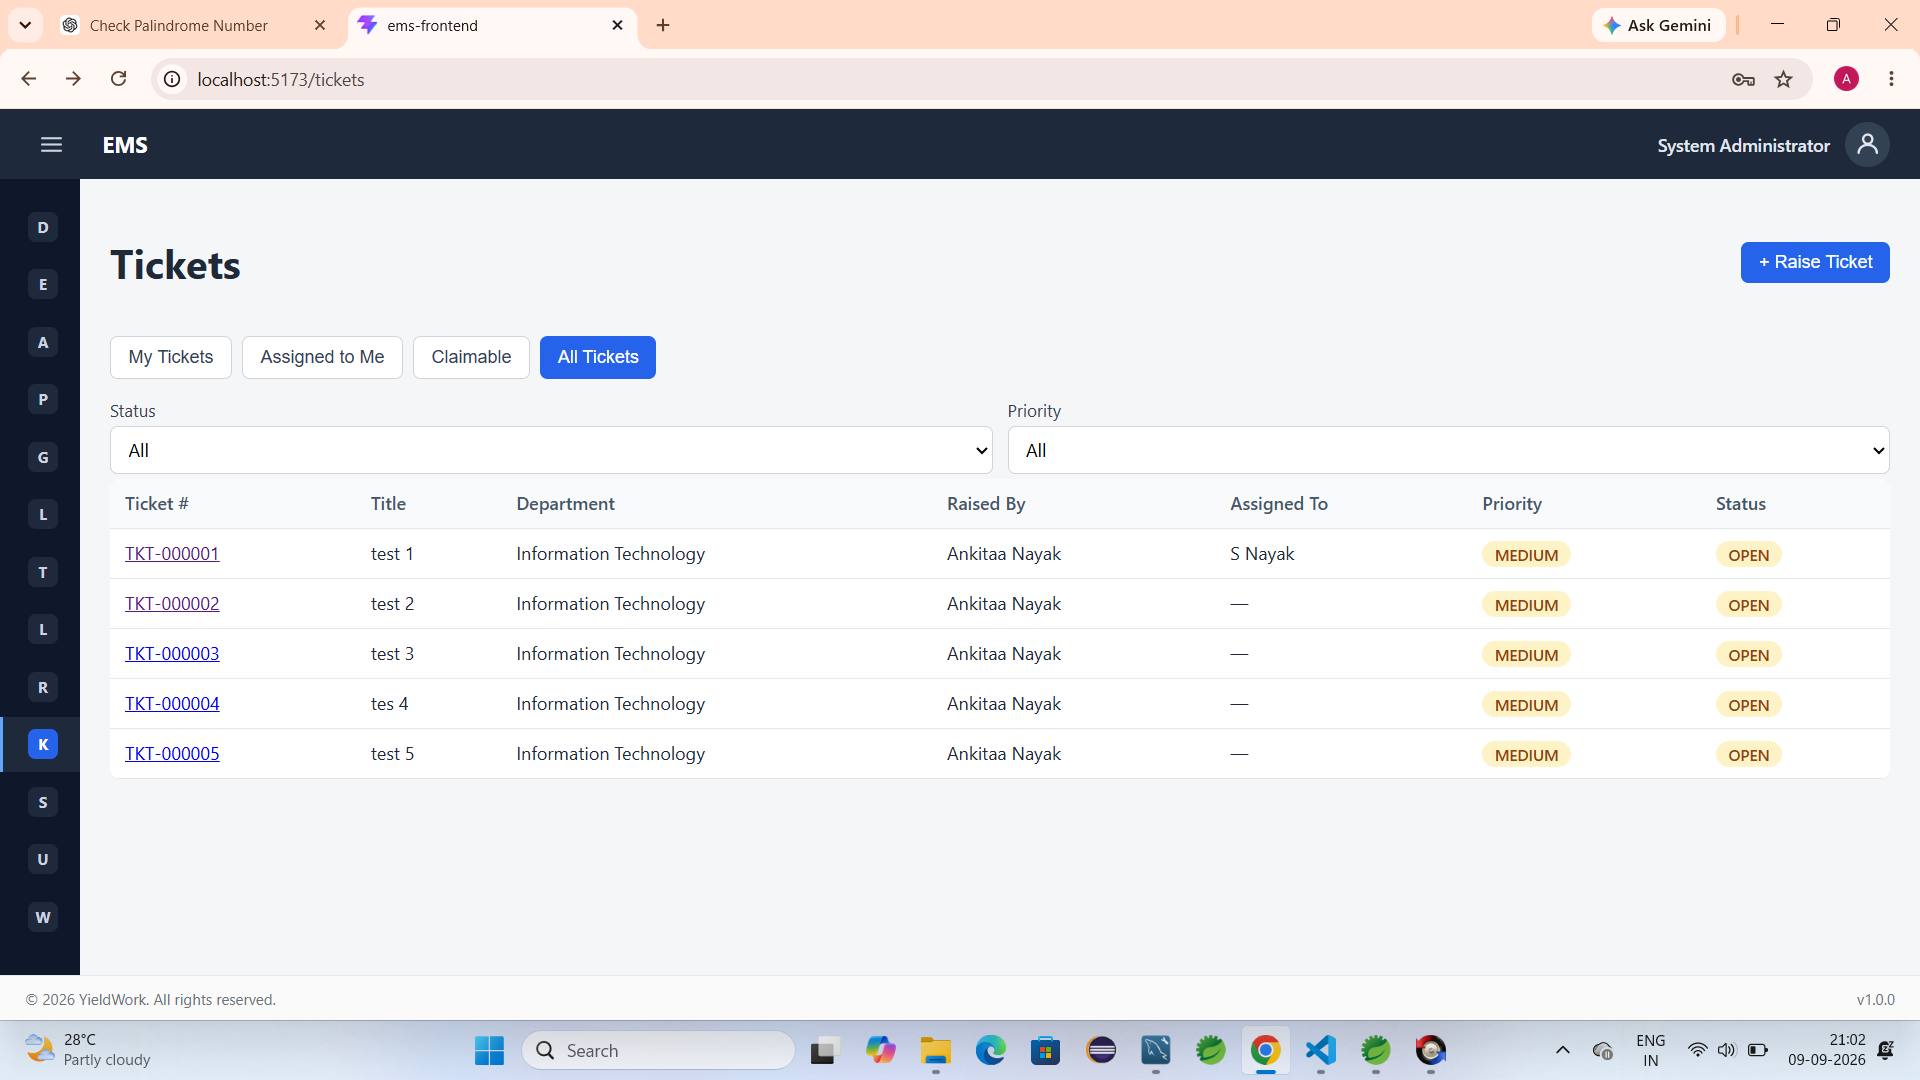 Check Palindrome Number
ems-frontend
Ask Gemini
localhost:5173/tickets
A
EMS
System Administrator
D
E
A
P
G
L
T
L
R
K
S
U
W
Tickets
+ Raise Ticket
My Tickets
Assigned to Me
Claimable
All Tickets
Status
Priority
All
All
Ticket # Title Department Raised By Assigned To Priority Status
TKT-000001 test 1 Information Technology Ankitaa Nayak S Nayak MEDIUM OPEN
TKT-000002 test 2 Information Technology Ankitaa Nayak — MEDIUM OPEN
TKT-000003 test 3 Information Technology Ankitaa Nayak — MEDIUM OPEN
TKT-000004 tes 4 Information Technology Ankitaa Nayak — MEDIUM OPEN
TKT-000005 test 5 Information Technology Ankitaa Nayak — MEDIUM OPEN
© 2026 YieldWork. All rights reserved.
v1.0.0
28°C
Partly cloudy
Search
ENG
IN
21:02
09-09-2026